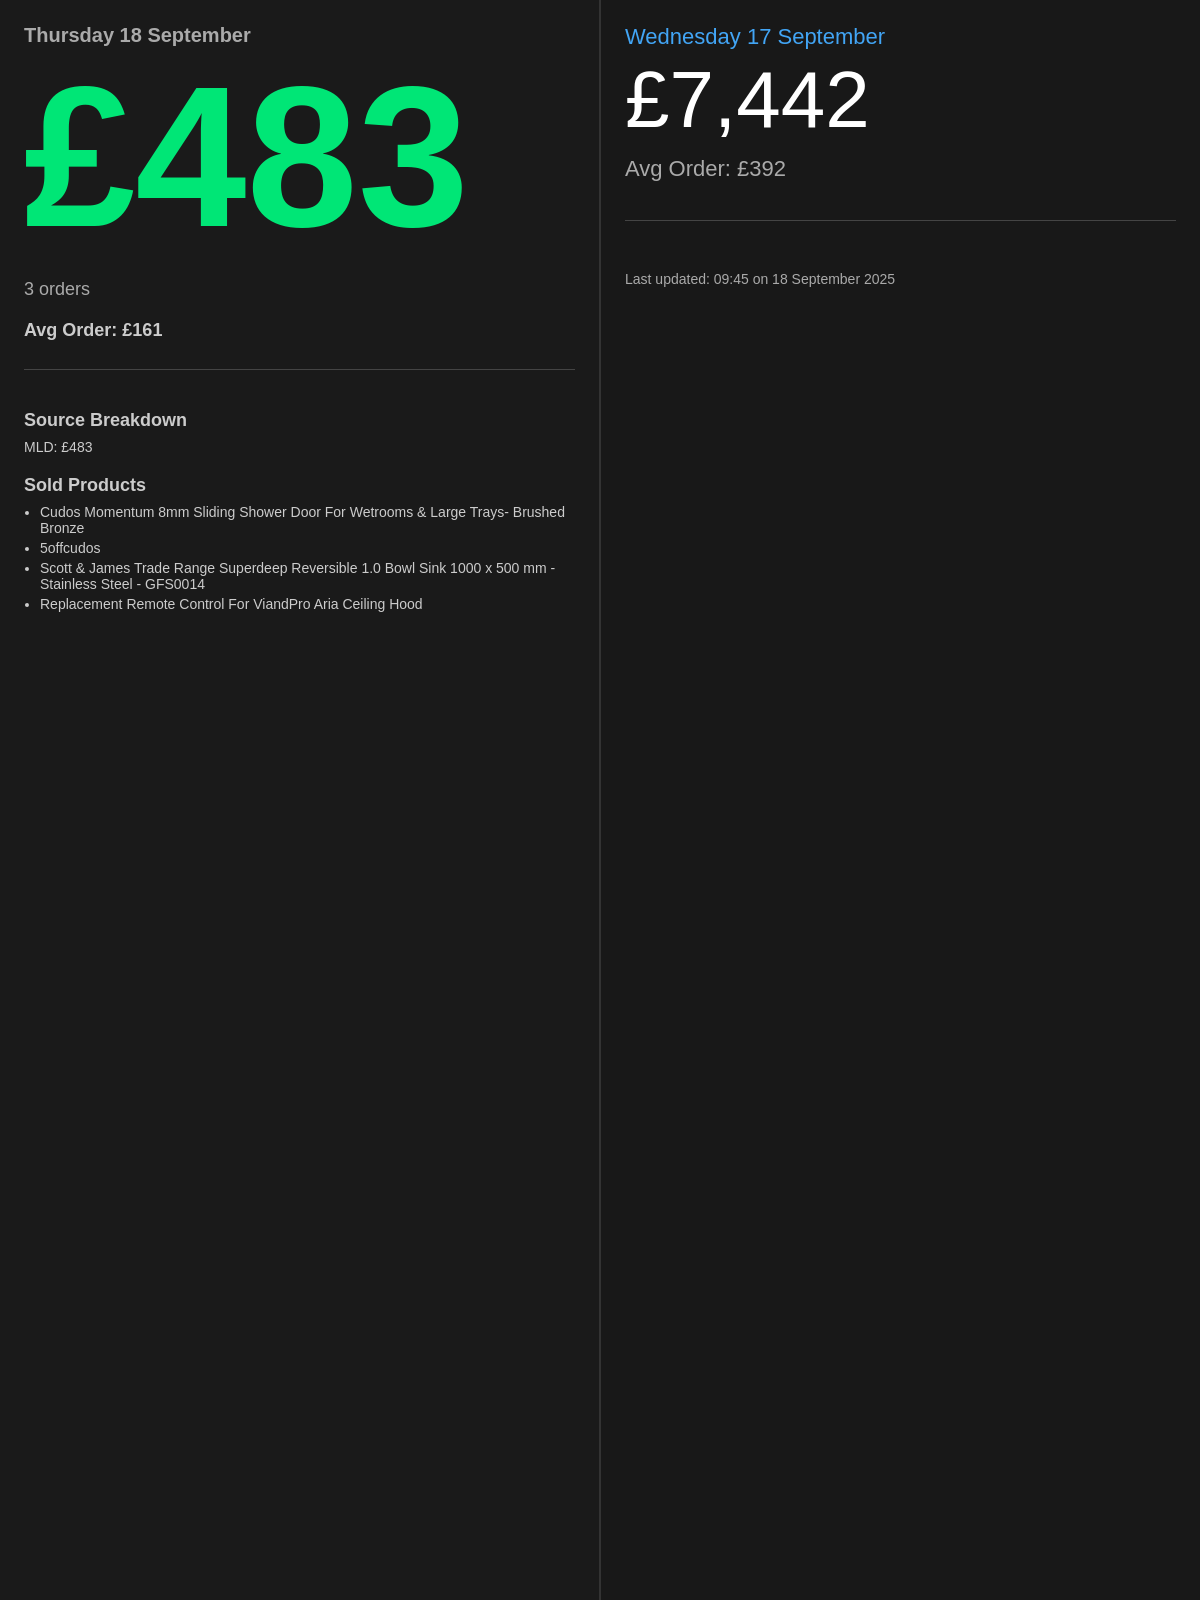 Thursday 18 September
£483
3 orders
Avg Order: £161
Source Breakdown
MLD: £483
Sold Products
• Cudos Momentum 8mm Sliding Shower Door For Wetrooms & Large Trays- Brushed
Bronze
• 5offcudos
• Scott & James Trade Range Superdeep Reversible 1.0 Bowl Sink 1000 x 500 mm -
Stainless Steel - GFS0014
• Replacement Remote Control For ViandPro Aria Ceiling Hood
Wednesday 17 September
£7,442
Avg Order: £392
Last updated: 09:45 on 18 September 2025